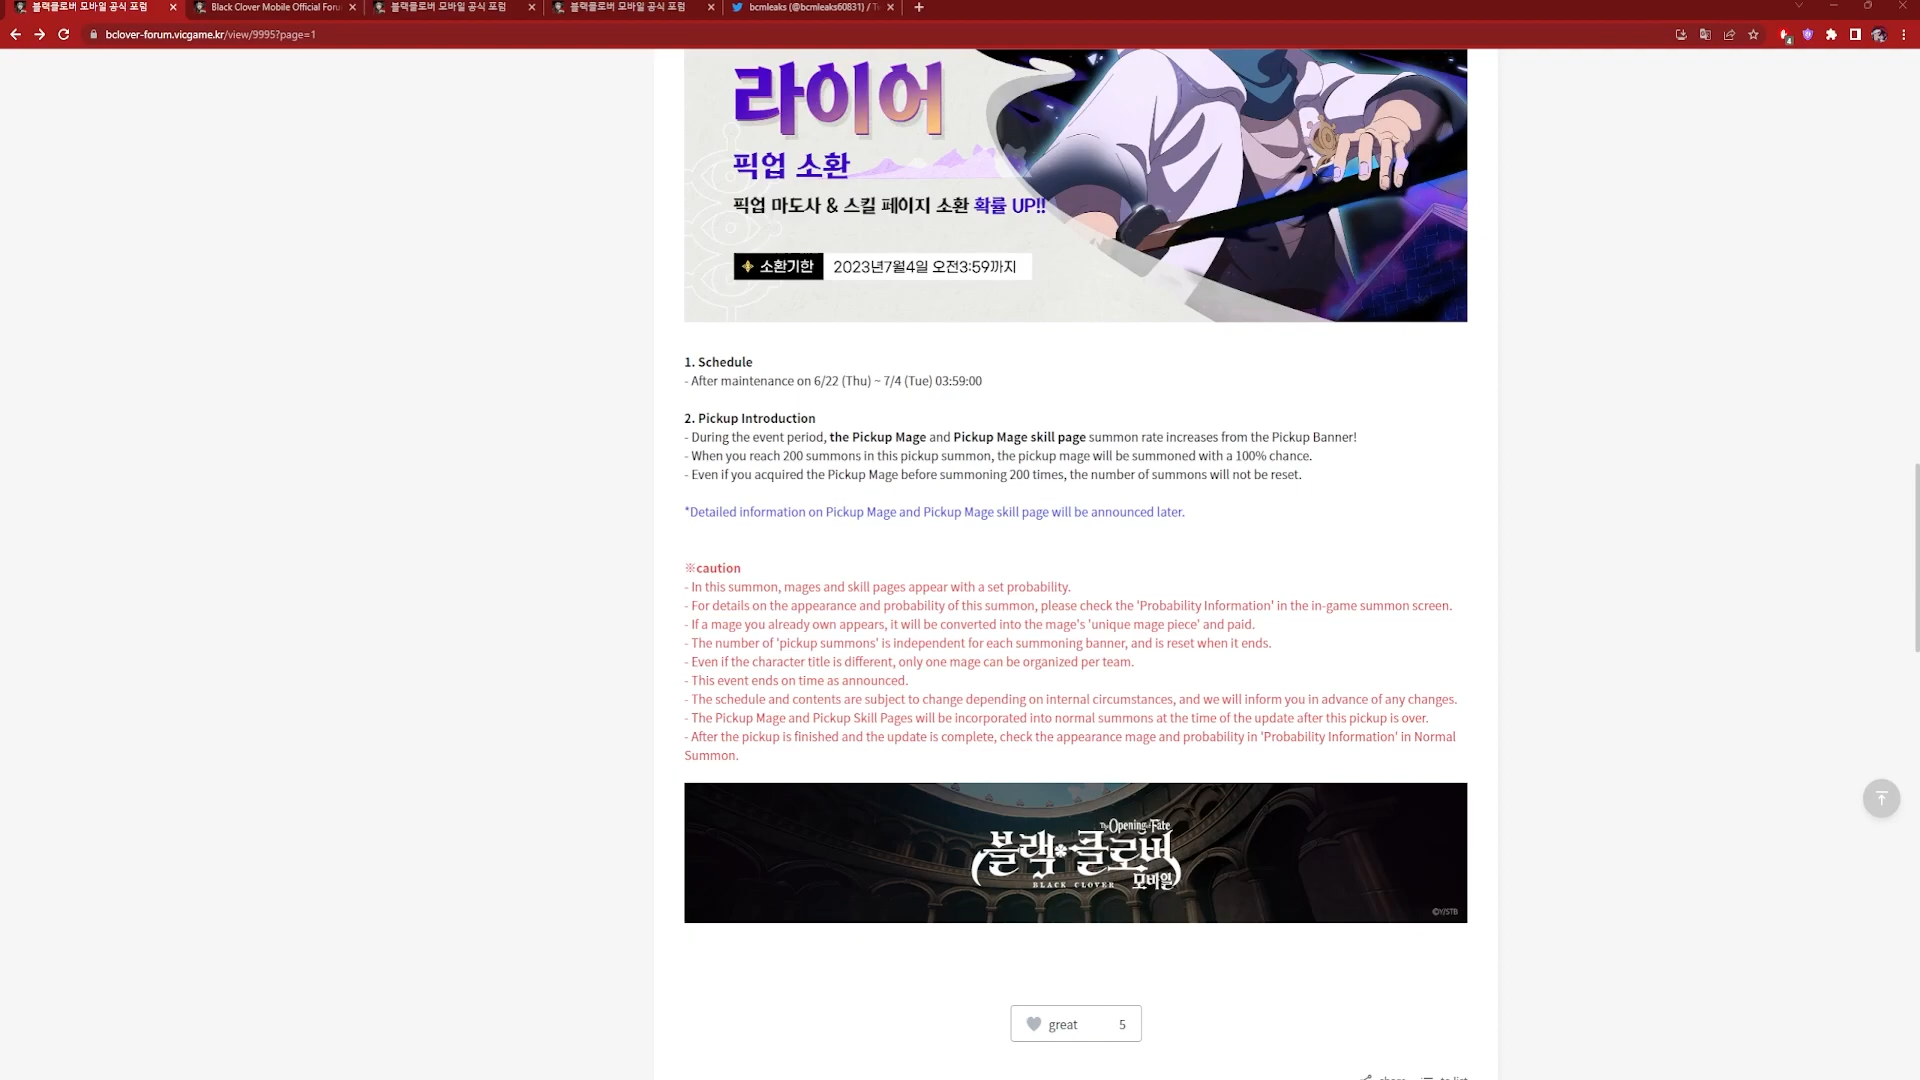 블랙클로버 모바일 공식 포럼
Black Clover Mobile Official Foru
블랙클로버 모바일 공식 포럼
블랙클로버 모바일 공식 포럼
bcmleaks (@bcmleaks60831) / Tw
bclover-forum.vicgame.kr/view/9995?page=1
4
라이어
픽업 소환
픽업 마도사 & 스킬 페이지 소환 확률 UP!!
소환기한 2023년7월4일 오전3:59까지
1. Schedule
- After maintenance on 6/22 (Thu) ~ 7/4 (Tue) 03:59:00
2. Pickup Introduction
- During the event period, the Pickup Mage and Pickup Mage skill page summon rate increases from the Pickup Banner!
- When you reach 200 summons in this pickup summon, the pickup mage will be summoned with a 100% chance.
- Even if you acquired the Pickup Mage before summoning 200 times, the number of summons will not be reset.
*Detailed information on Pickup Mage and Pickup Mage skill page will be announced later.
※caution
- In this summon, mages and skill pages appear with a set probability.
- For details on the appearance and probability of this summon, please check the 'Probability Information' in the in-game summon screen.
- If a mage you already own appears, it will be converted into the mage's 'unique mage piece' and paid.
- The number of 'pickup summons' is independent for each summoning banner, and is reset when it ends.
- Even if the character title is different, only one mage can be organized per team.
- This event ends on time as announced.
- The schedule and contents are subject to change depending on internal circumstances, and we will inform you in advance of any changes.
- The Pickup Mage and Pickup Skill Pages will be incorporated into normal summons at the time of the update after this pickup is over.
- After the pickup is finished and the update is complete, check the appearance mage and probability in 'Probability Information' in Normal
Summon.
The Opening of Fate
블랙클로버
BLACK CLOVER 모바일
©Y/STB
great 5
share to list